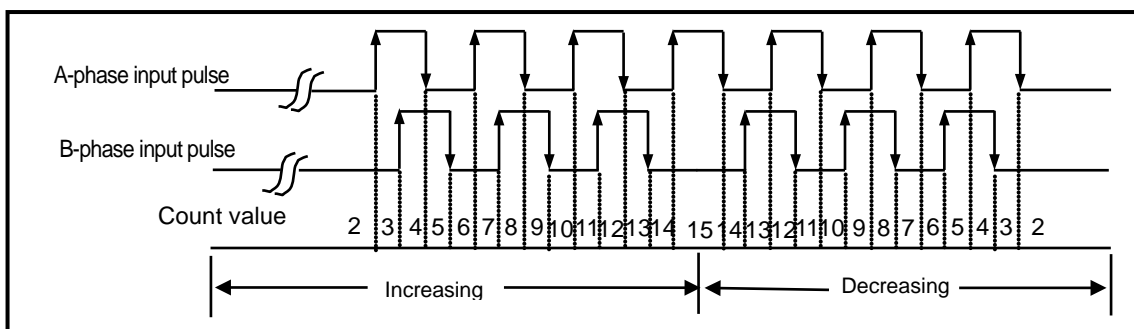 A-phase input pulse
B-phase input pulse
Count value 2 3 4 5 6 7 8 9 10 11 12 13 14 15 14 13 12 11 10 9 8 7 6 5 4 3 2
Increasing Decreasing